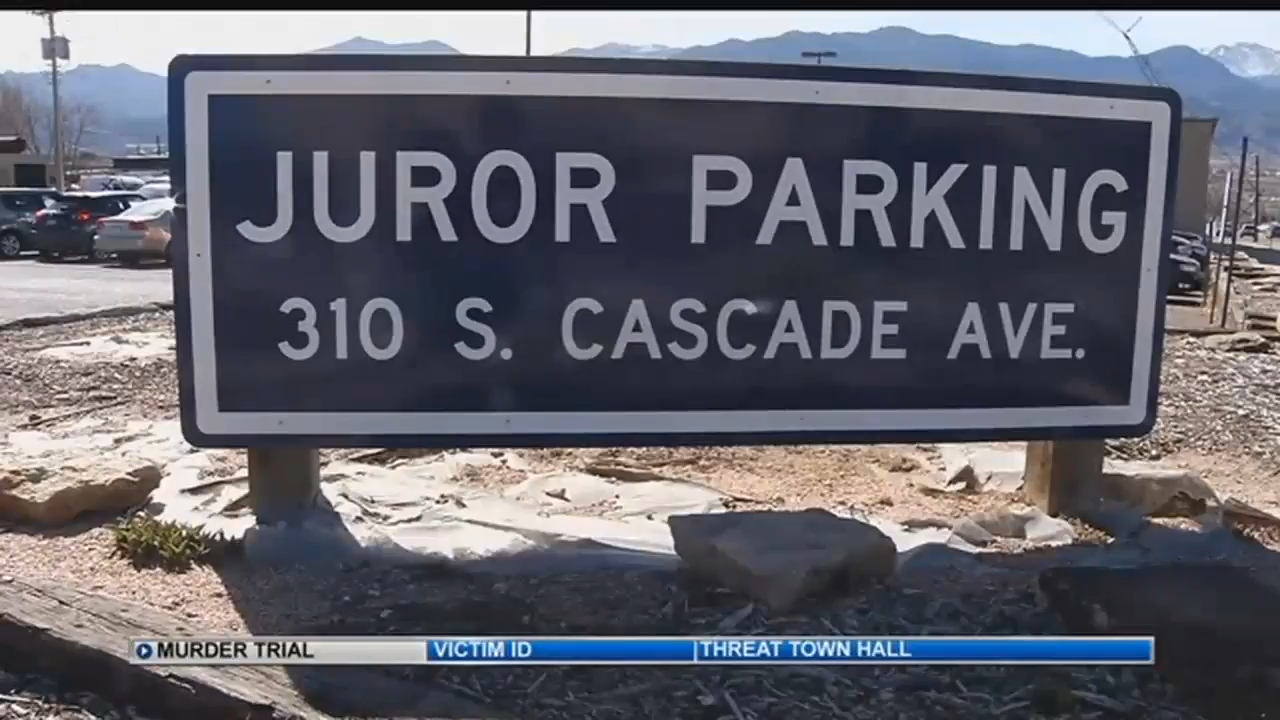 JUROR PARKING
310 S. CASCADE AVE.
MURDER TRIAL VICTIM ID THREAT TOWN HALL